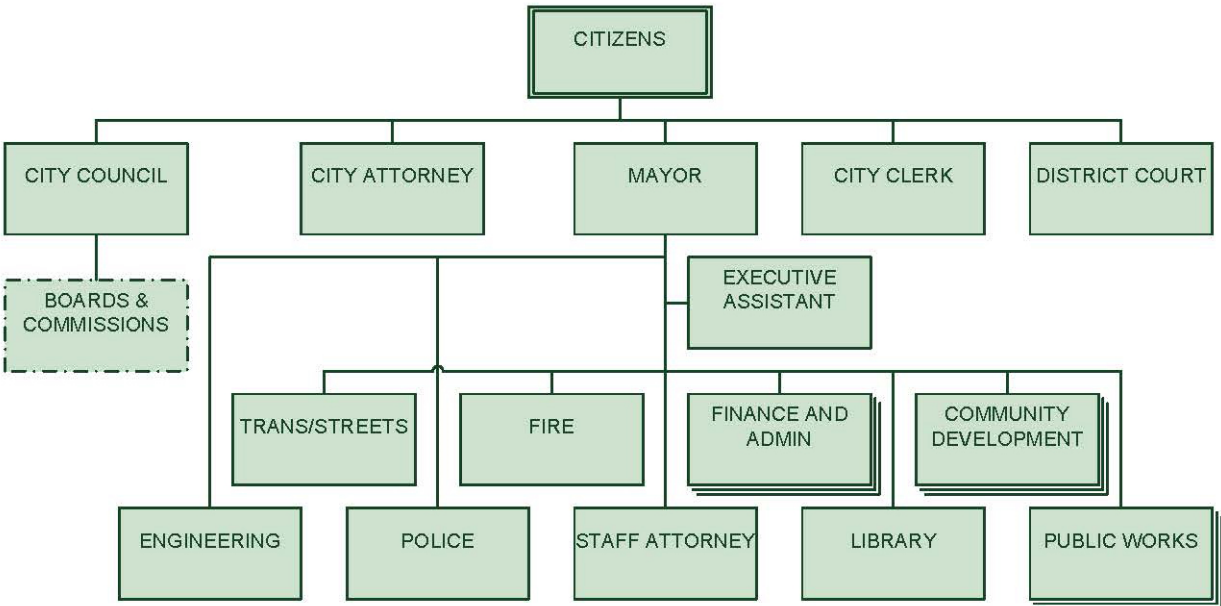 CITIZENS
CITY COUNCIL
CITY ATTORNEY
MAYOR
CITY CLERK
DISTRICT COURT
BOARDS &
COMMISSIONS
EXECUTIVE
ASSISTANT
TRANS/STREETS
FIRE
FINANCE AND
ADMIN
COMMUNITY
DEVELOPMENT
ENGINEERING
POLICE
STAFF ATTORNEY
LIBRARY
PUBLIC WORKS